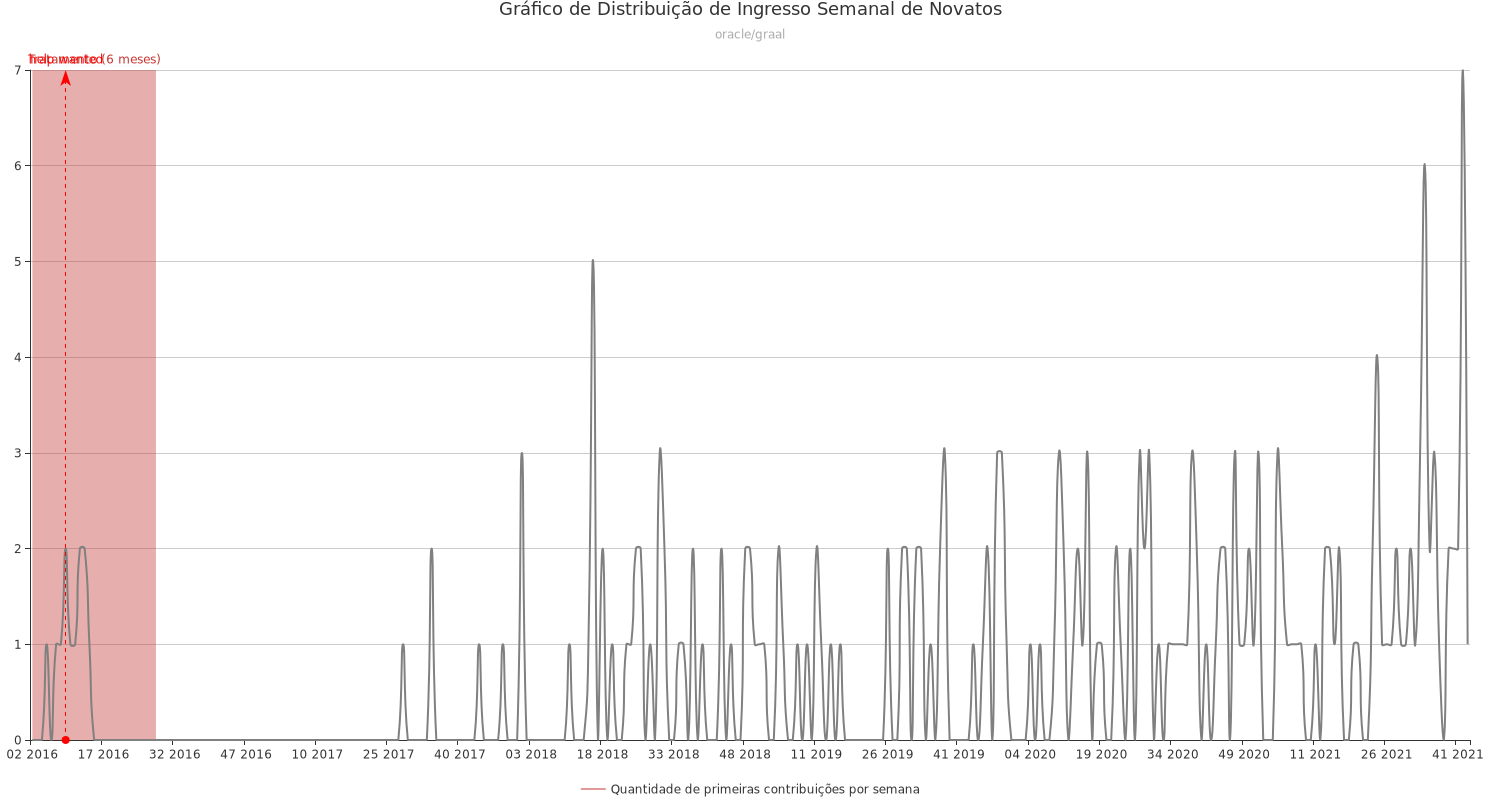 Gráfico de Distribuição de Ingresso Semanal de Novatos
oracle/graal
help wanted
Tratamento (6 meses)
7
6
5
4
3
2
1
0
02 2016 17 2016 32 2016 47 2016 10 2017 25 2017 40 2017 03 2018 18 2018 33 2018 48 2018 11 2019 26 2019 41 2019 04 2020 19 2020 34 2020 49 2020 11 2021 26 2021 41 2021
Quantidade de primeiras contribuições por semana